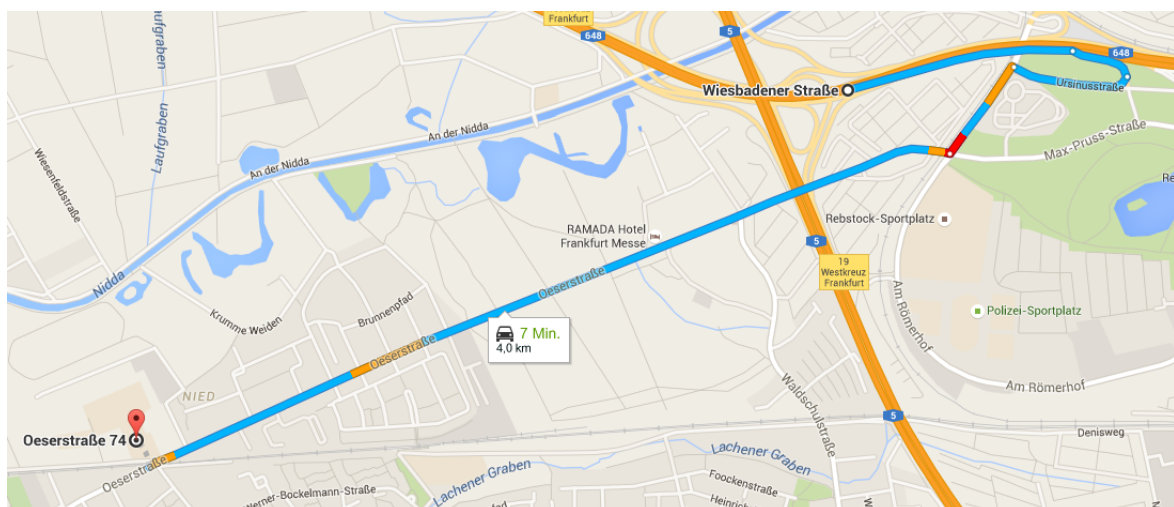 Laufgraben
Frankfurt
648
5
648
Wiesbadener Straße
Ursinusstraße
Laufgraben
An der Nidda
Max-Pruss-Straße
Wiesenfeldstraße
An der Nidda
RAMADA Hotel
Frankfurt Messe
Rebstock-Sportplatz
5
19
Westkreuz
Frankfurt
Nidda
Oeserstraße
Am Römerhof
Krumme Weiden
Brunnenpfad
Polizei-Sportplatz
7 Min.
4,0 km
Oeserstraße
NIED
Waldschulstraße
Am Römerhof
5
Oeserstraße 74
Denisweg
Oeserstraße
Lachener Graben
Lachener Graben
Foockenstraße
Werner-Bockelmann-Straße